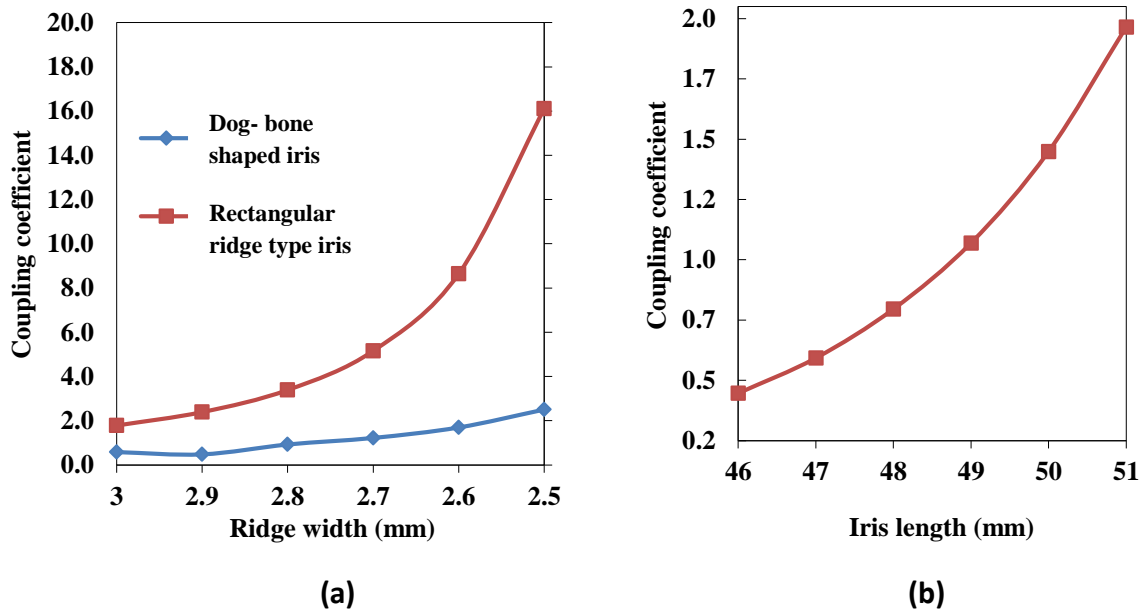 20.0
18.0
16.0
14.0
12.0
10.0
8.0
6.0
4.0
2.0
0.0
Coupling coefficient
Dog- bone
shaped iris
Rectangular
ridge type iris
3 2.9 2.8 2.7 2.6 2.5
Ridge width (mm)
(a)
2.0
1.7
1.5
1.2
1.0
0.7
0.5
0.2
Coupling coefficient
46 47 48 49 50 51
Iris length (mm)
(b)